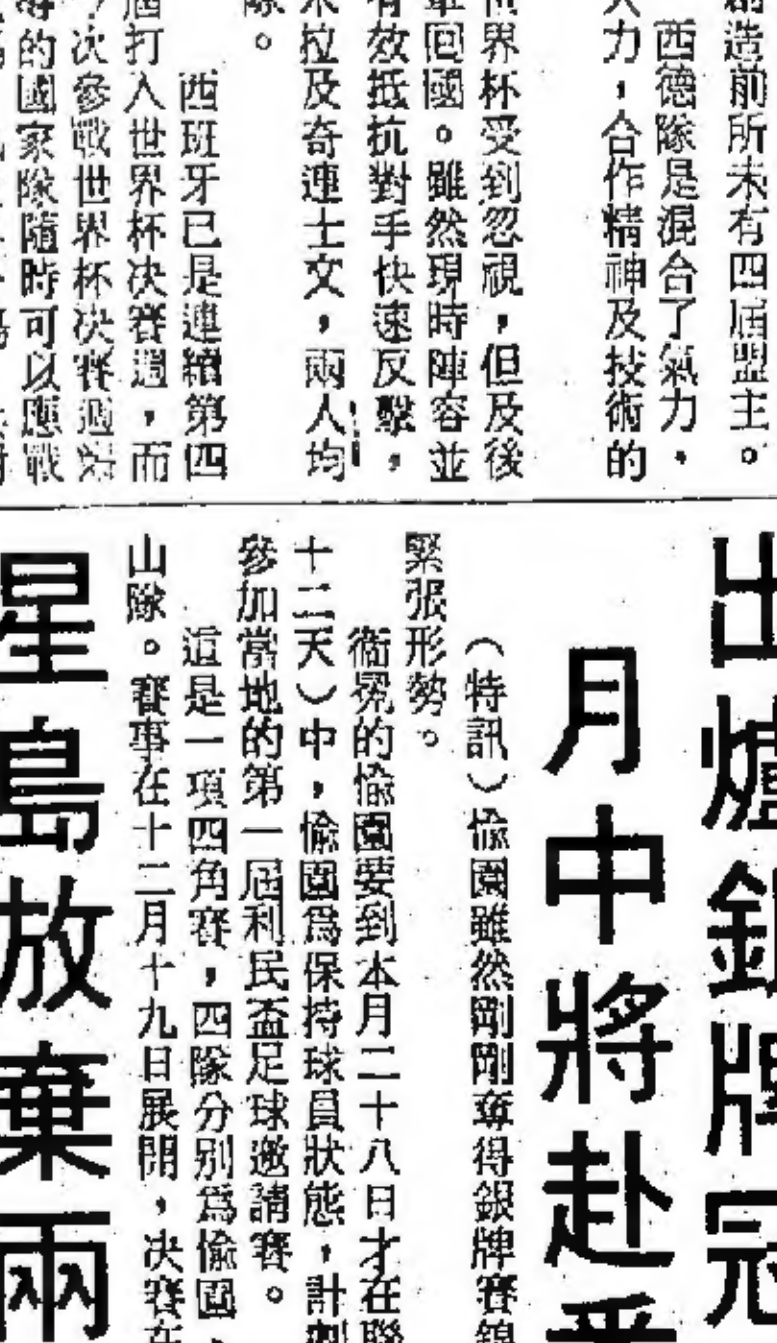 創造前所未有四屆盟主。
西德隊是混合了氣力，
人力，合作精神及技術的
世界杯受到忽視，但及後
回國。雖然現時陣容並
有效抵抗對手快速反擊，
米拉及奇連士文，兩人均
隊。
西班牙已是連續第四
屆打入世界杯決賽週，而
次參戰世界杯決賽週
的國家隊隨時可以應戰
出爐銀牌冠
月中將赴
（特訊）愉園雖然剛剛奪得銀牌賽錦
緊張形勢。
衞冕的愉園要到本月二十八日才在聯
十二天）中，愉園爲保持球員狀態，計劃
參加當地的第一屆利民盃足球邀請賽。
這是一項四角賽，四隊分別爲愉園、
山隊。賽事在十二月十九日展開，決賽在
星島放棄兩